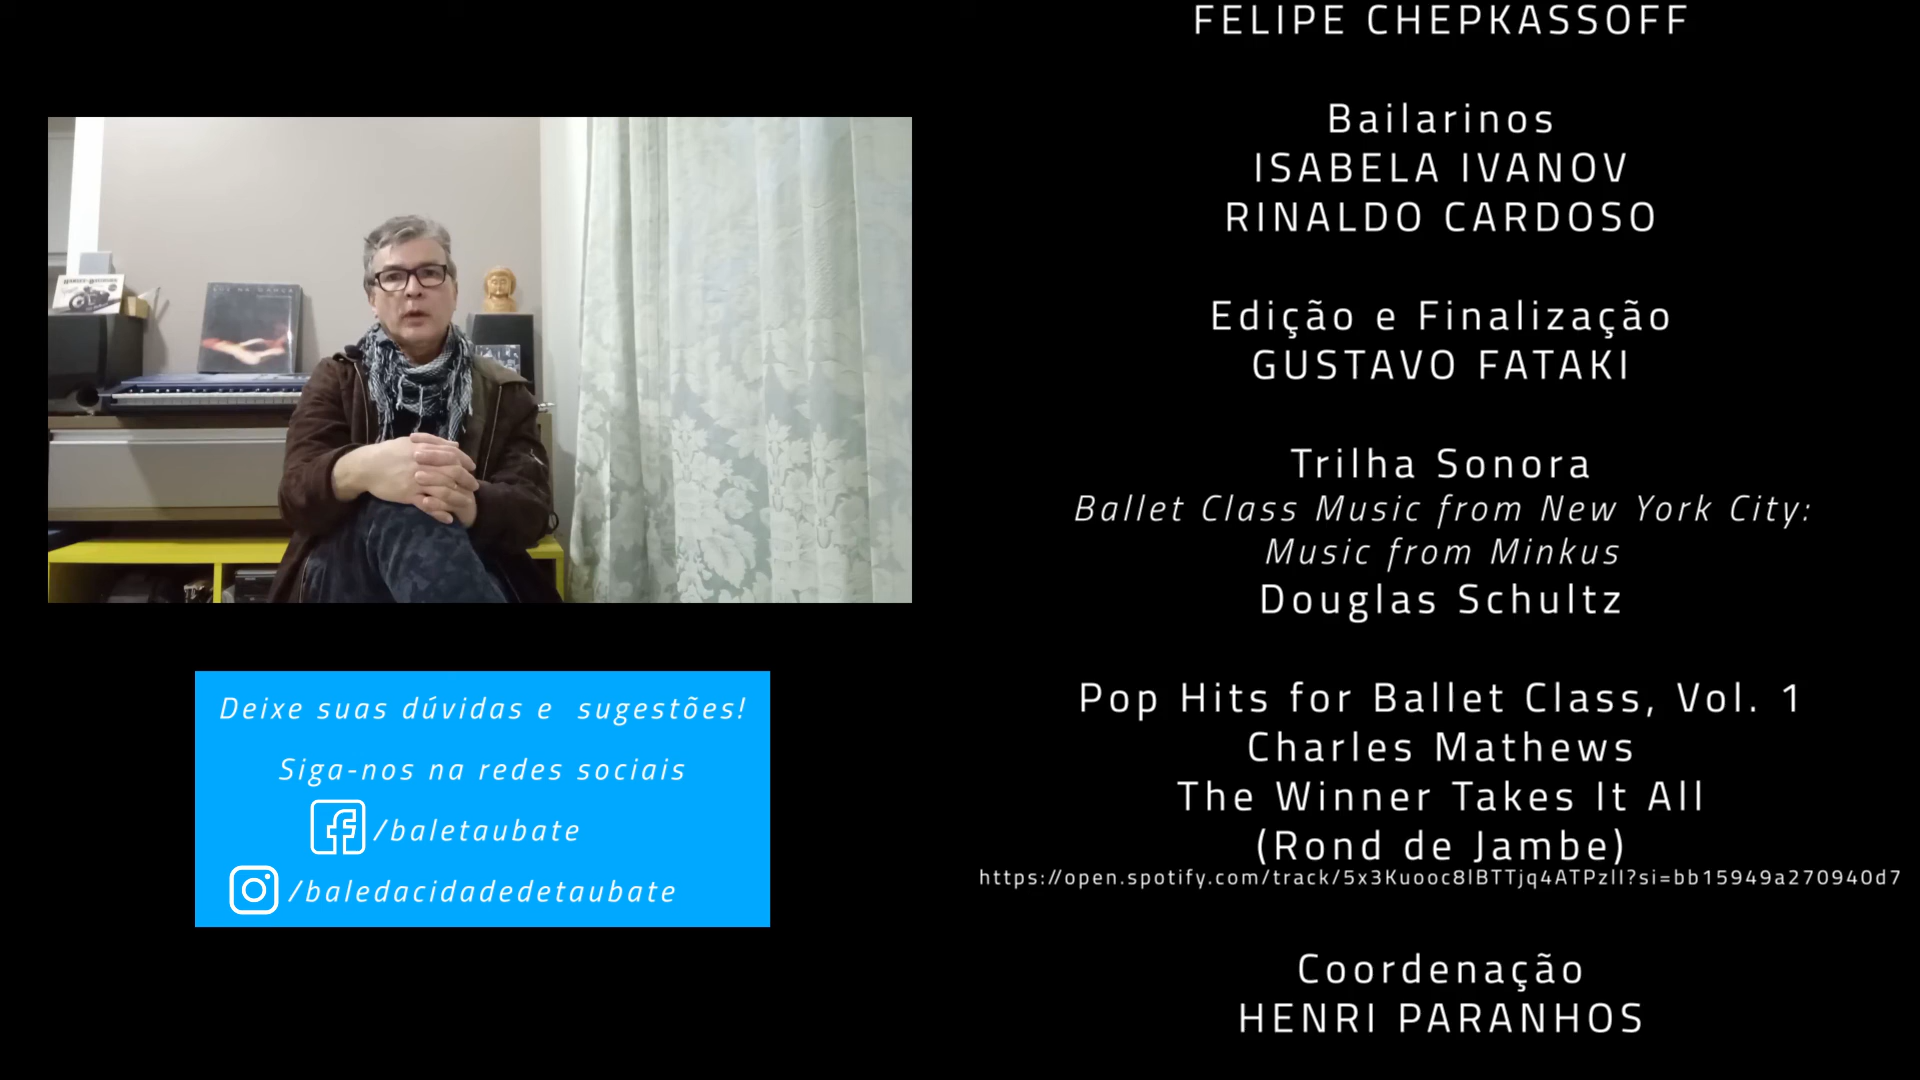 FELIPE CHEPKASSOFF
Bailarinos
ISABELA IVANOV
RINALDO CARDOSO
Edição e Finalização
GUSTAVO FATAKI
Trilha Sonora
Ballet Class Music from New York City:
Music from Minkus
Douglas Schultz
Pop Hits for Ballet Class, Vol. 1
Charles Mathews
The Winner Takes It All
(Rond de Jambe)
https://open.spotify.com/track/5x3Kuooc8lBTTjq4ATPzlI?si=bb15949a270940d7
Coordenação
HENRI PARANHOS
Deixe suas dúvidas e  sugestões!
Siga-nos na redes sociais
/baletaubate
/baledacidadedetaubate